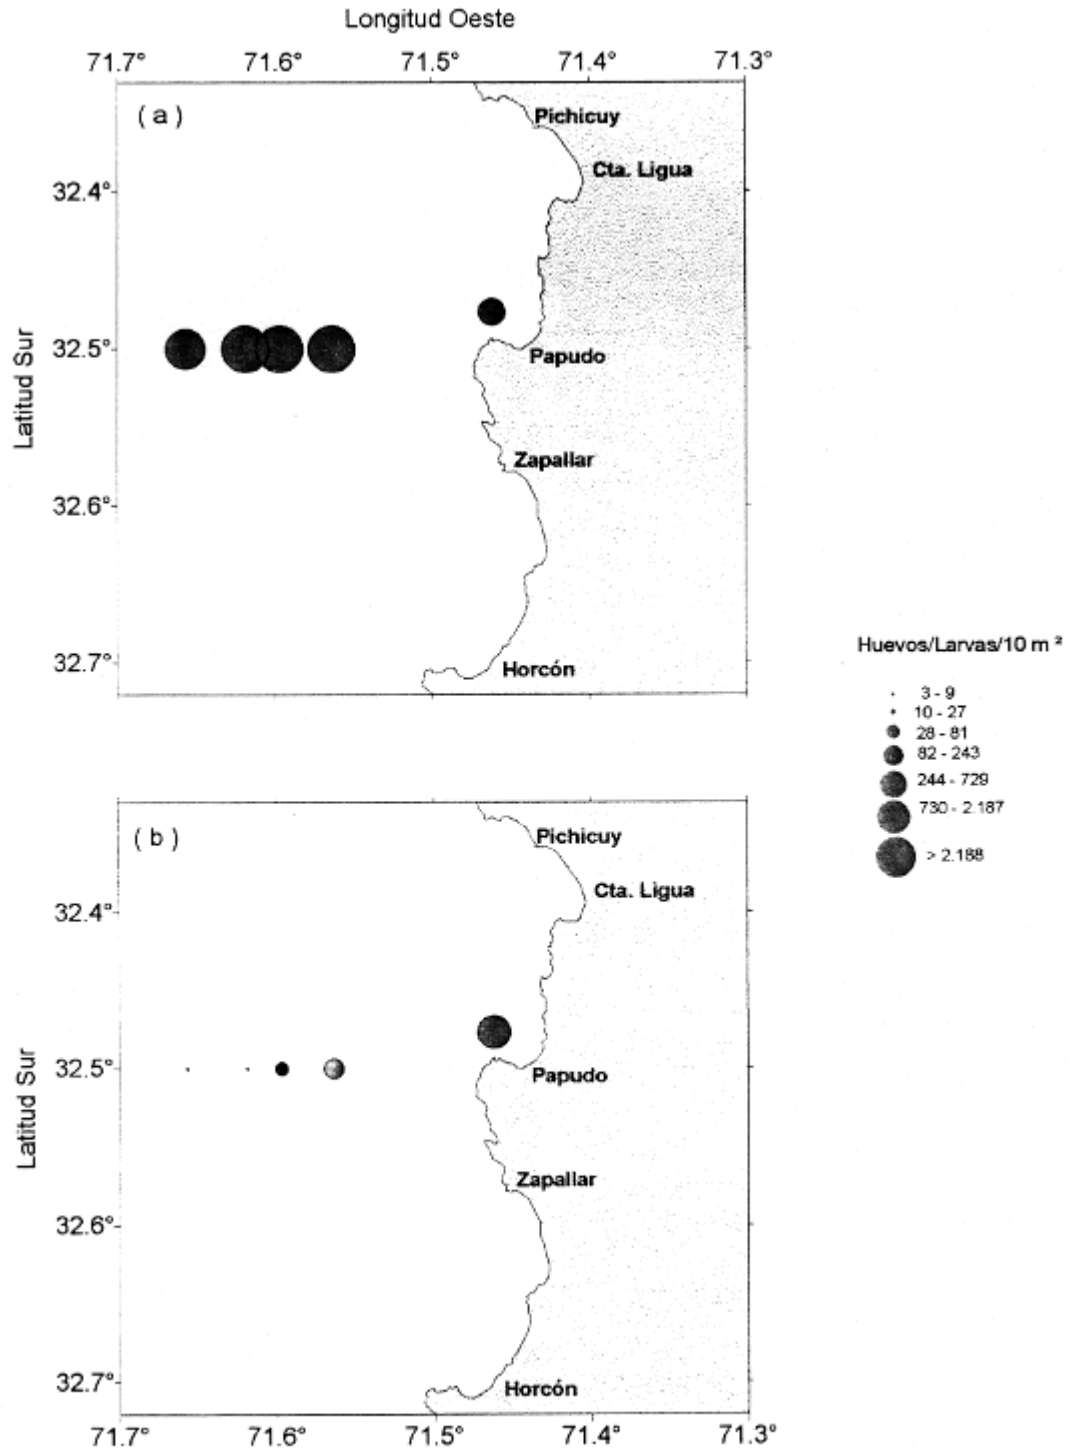 Longitud Oeste
71.7° 71.6° 71.5° 71.4° 71.3°
( a )
Pichicuy
Cta. Ligua
32.4°
Latitud Sur
32.5°
Papudo
Zapallar
32.6°
32.7°
Horcón
Huevos/Larvas/10 m ²
3 - 9
10 - 27
28 - 81
82 - 243
244 - 729
730 - 2.187
> 2.188
( b )
Pichicuy
Cta. Ligua
32.4°
Latitud Sur
32.5°
Papudo
Zapallar
32.6°
32.7°
Horcón
71.7° 71.6° 71.5° 71.4° 71.3°